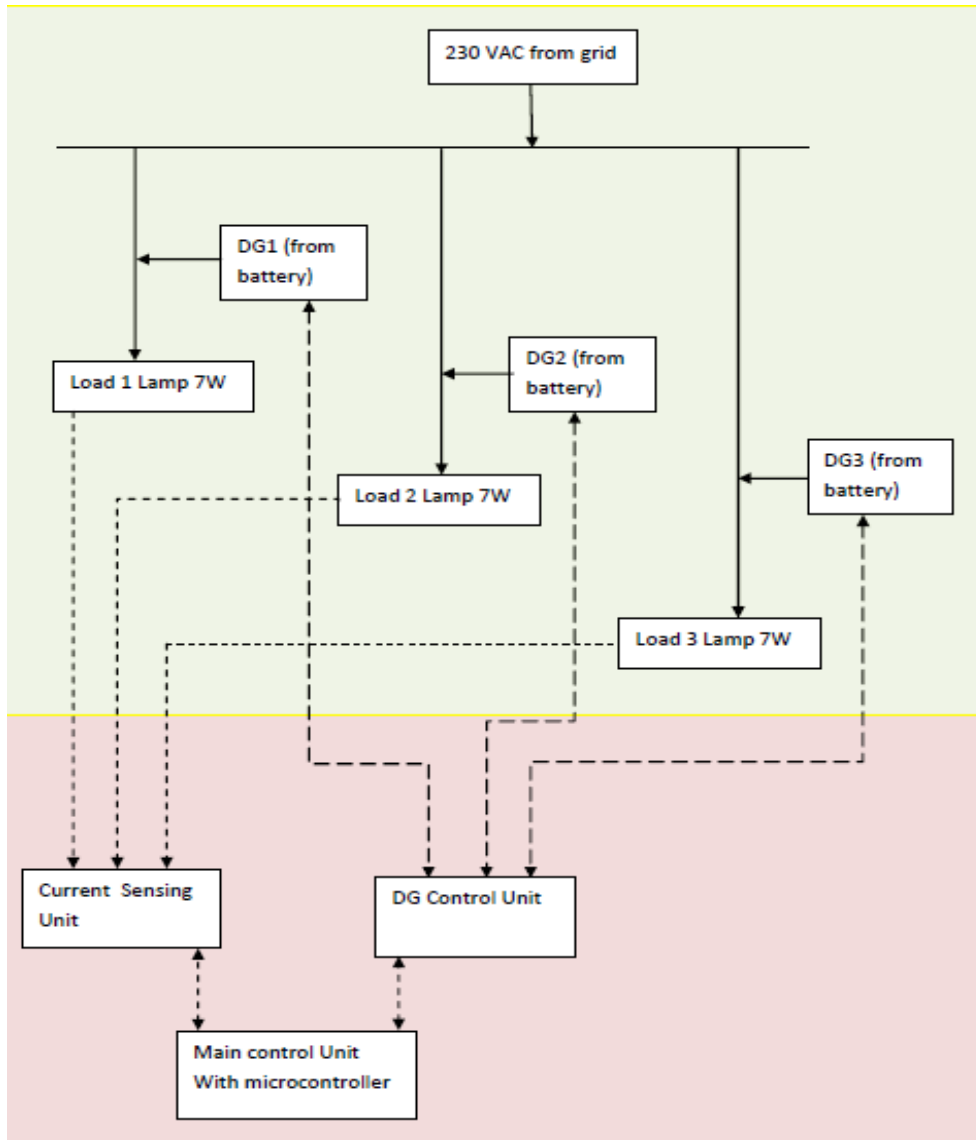 230 VAC from grid
DG1 (from
battery)
DG2 (from
battery)
Load 1 Lamp 7W
DG3 (from
battery)
Load 2 Lamp 7W
Load 3 Lamp 7W
Current Sensing
Unit
DG Control Unit
Main control Unit
With microcontroller